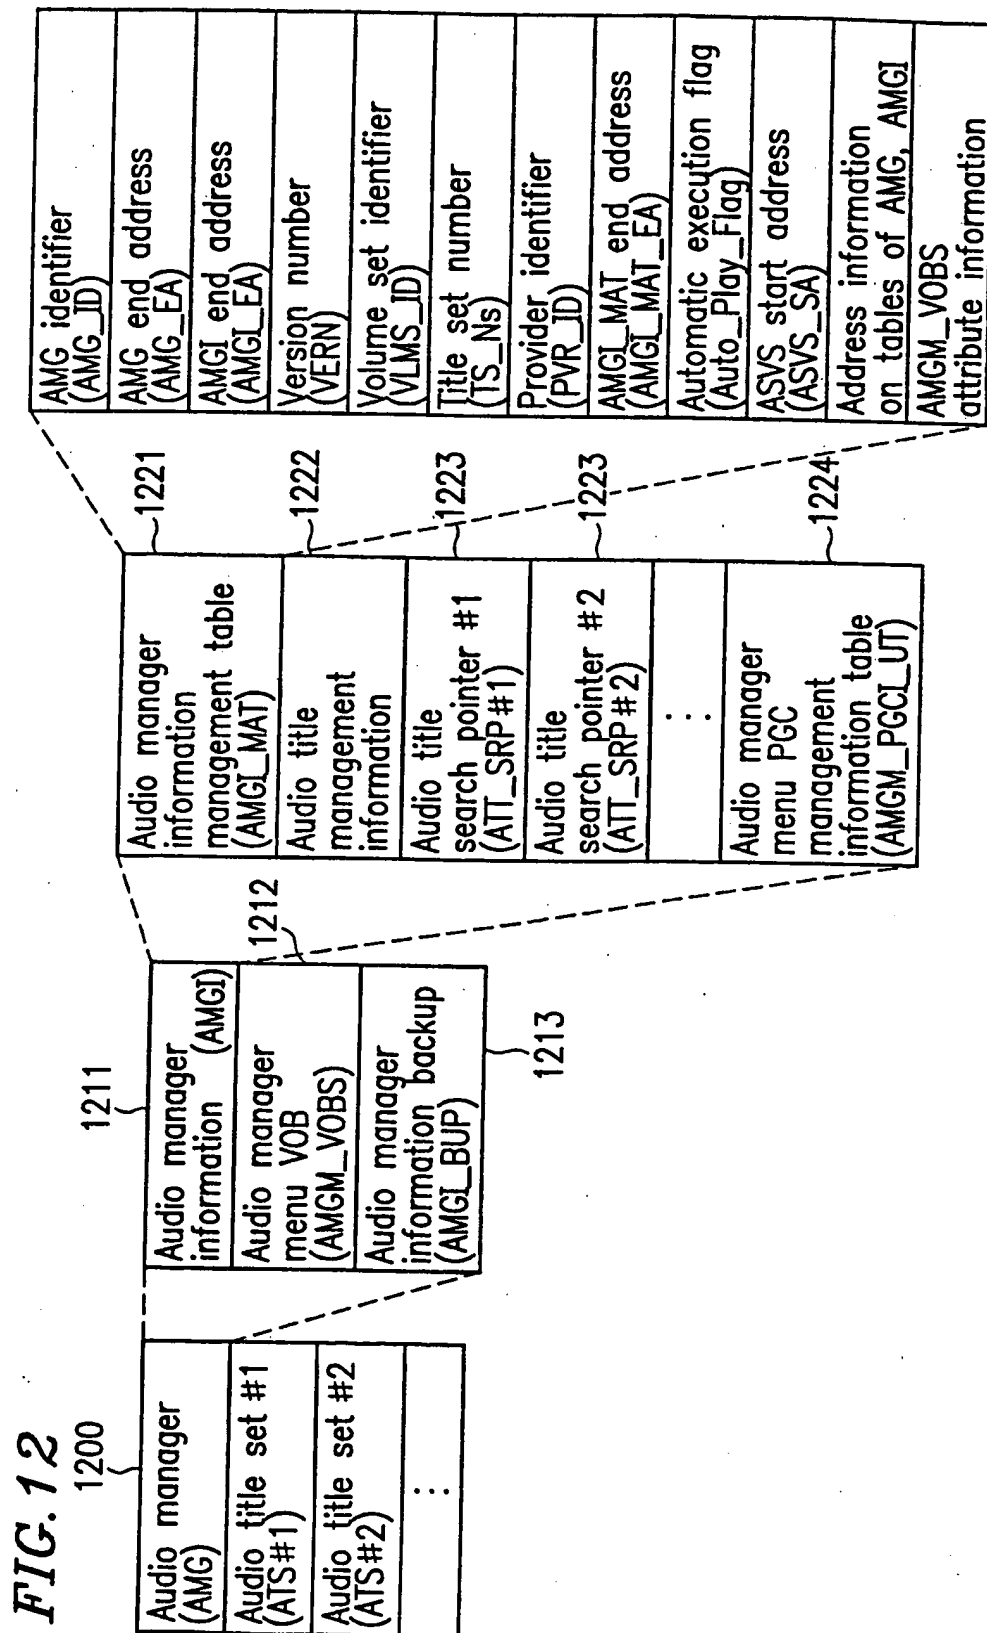 FIG.12
1200
Audio manager
(AMG)
Audio title set #1
(ATS#1)
Audio title set #2
(ATS#2)
...
1211
Audio manager
information (AMGI)
Audio manager
menu VOB
(AMGM_VOBS)
Audio manager
information backup
(AMGI_BUP)
1212
1213
Audio manager
information
management table
(AMGI_MAT)
Audio title
management
information
Audio title
search pointer #1
(ATT_SRP#1)
Audio title
search pointer #2
(ATT_SRP#2)
...
Audio manager
menu PGC
management
information table
(AMGM_PGCI_UT)
1221
1222
1223
1223
1224
AMG identifier
(AMG_ID)
AMG end address
(AMG_EA)
AMGI end address
(AMGI_EA)
Version number
(VERN)
Volume set identifier
(VLMS_ID)
Title set number
(TS_Ns)
Provider identifier
(PVR_ID)
AMGI_MAT end address
(AMGI_MAT_EA)
Automatic execution flag
(Auto_Play_Flag)
ASVS start address
(ASVS_SA)
Address information
on tables of AMG, AMGI
AMGM_VOBS
attribute information